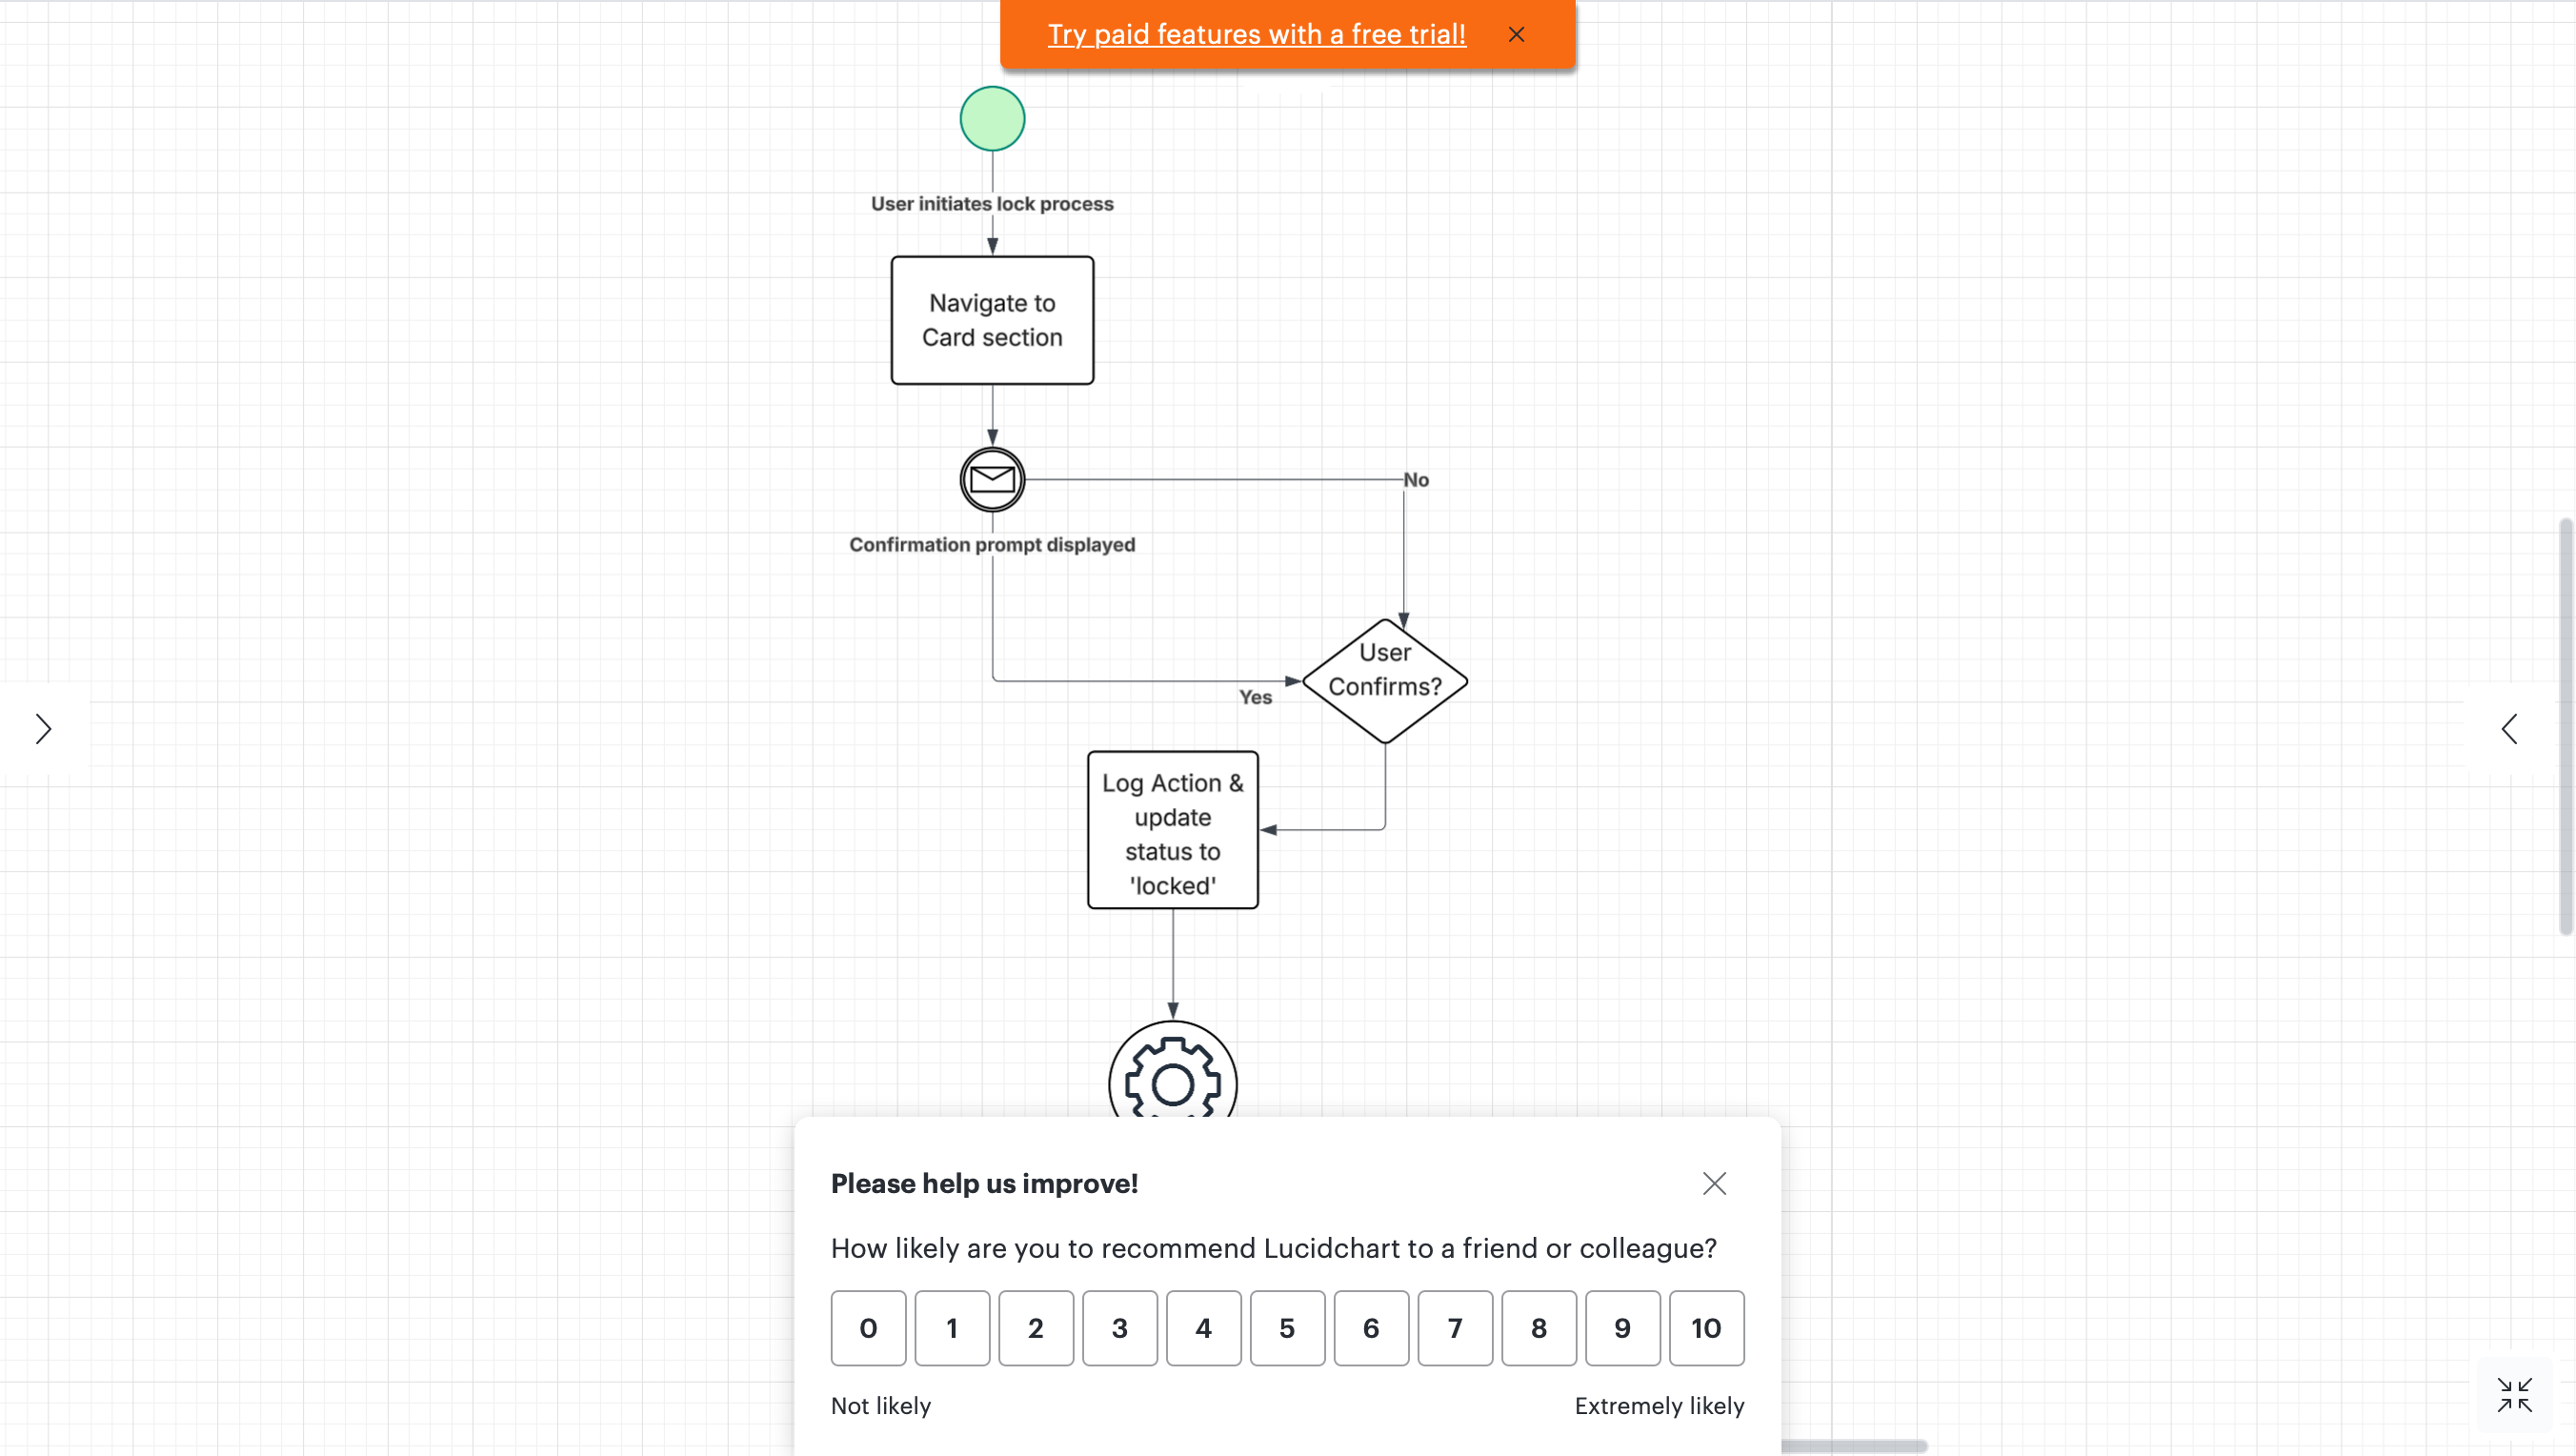 Try paid features with a free trial!
User initiates lock process
Navigate to
Card section
No
Confirmation prompt displayed
User
Confirms?
Yes
Log Action &
update
status to
'locked'
Please help us improve!
How likely are you to recommend Lucidchart to a friend or colleague?
0 1 2 3 4 5 6 7 8 9 10
Not likely Extremely likely